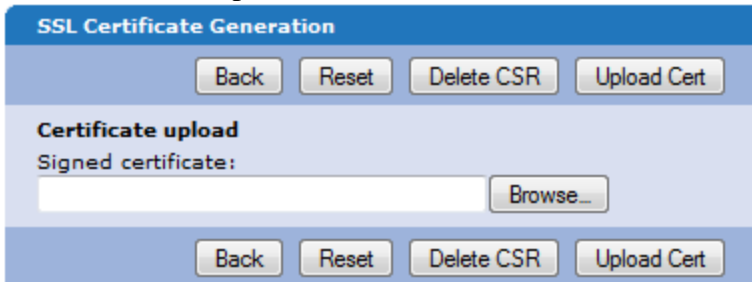 SSL Certificate Generation
Back Reset Delete CSR Upload Cert
Certificate upload
Signed certificate:
Browse...
Back Reset Delete CSR Upload Cert